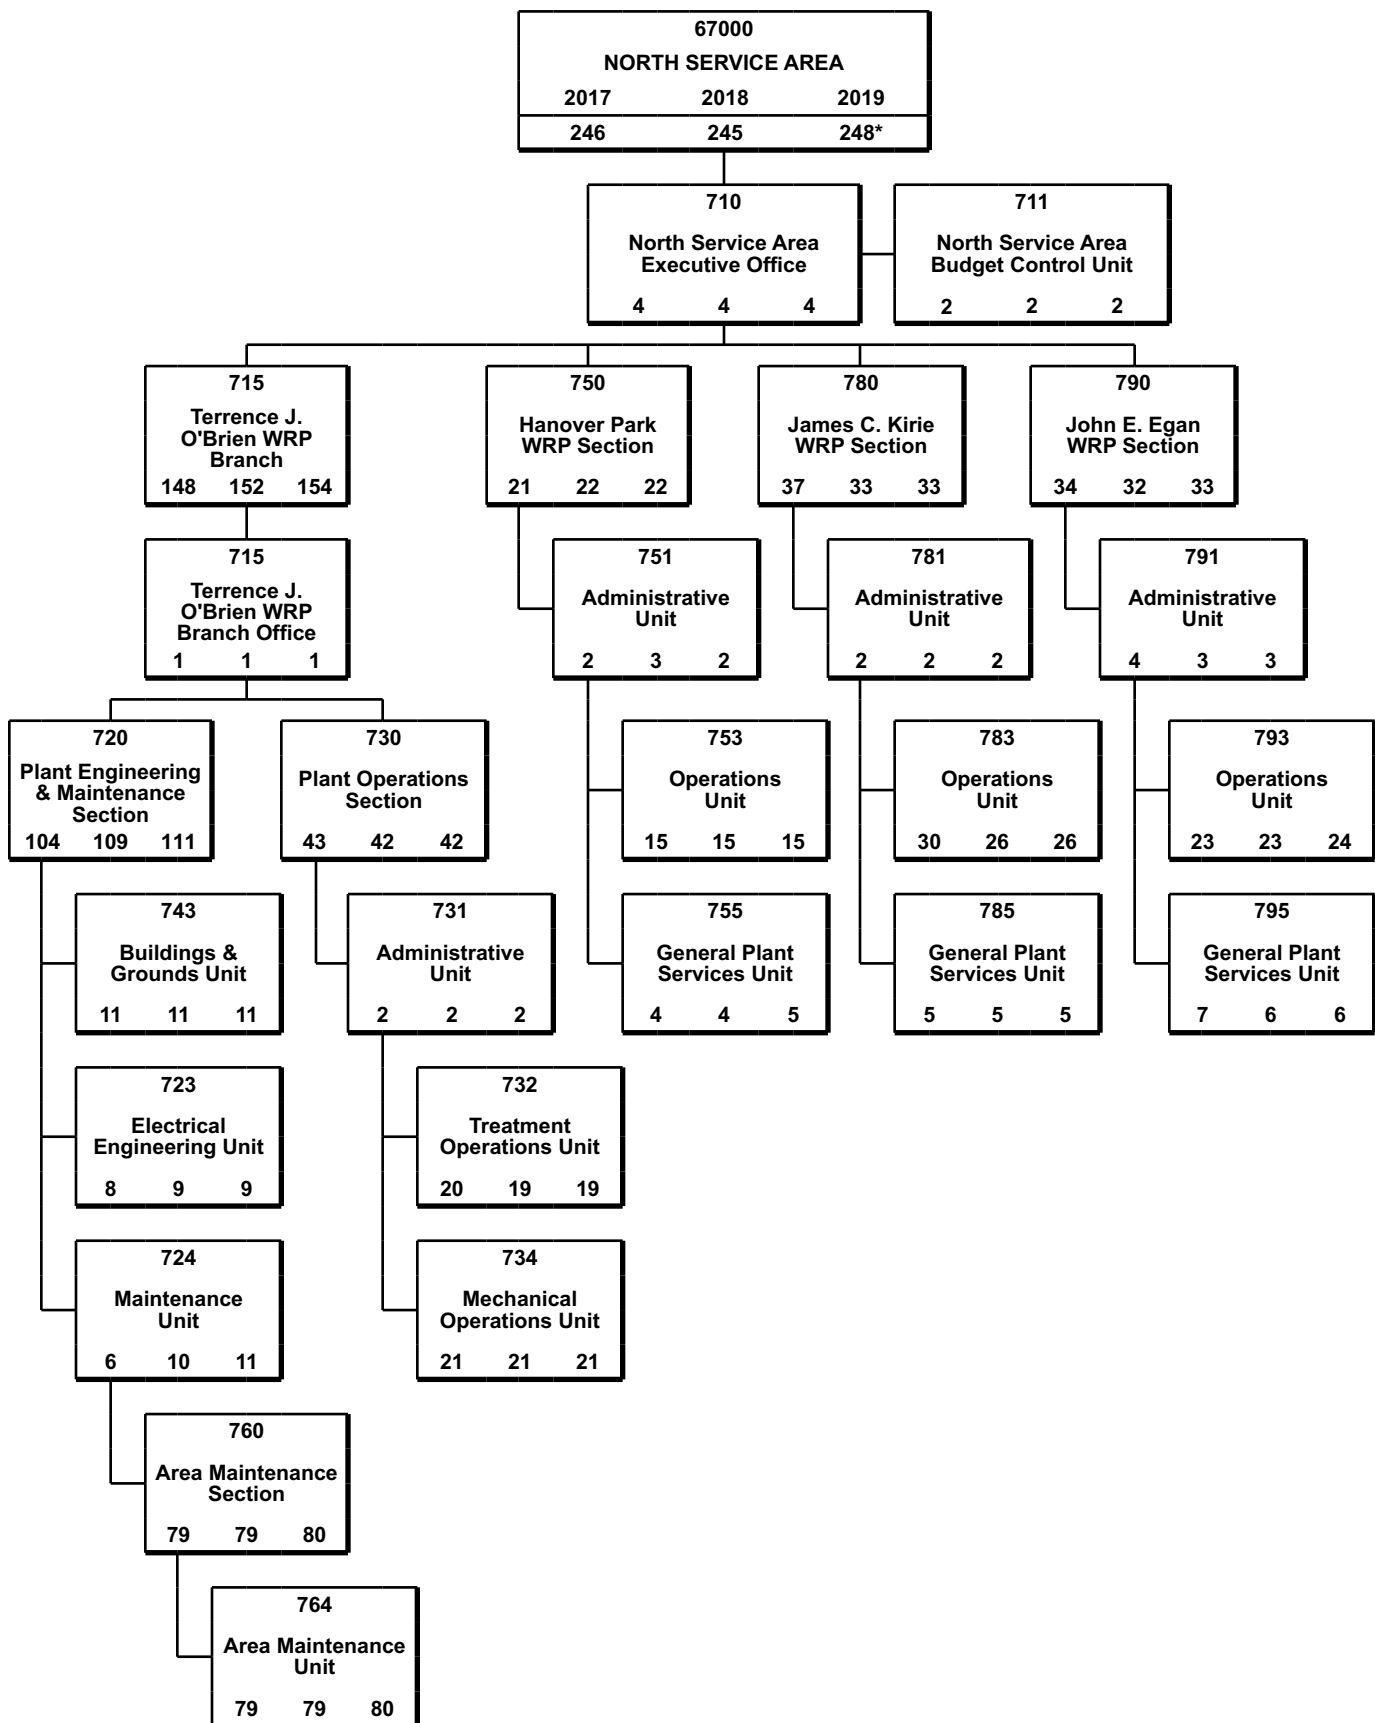 67000
NORTH SERVICE AREA
2017 2018 2019
246 245 248*
710
North Service Area
Executive Office
4 4 4
711
North Service Area
Budget Control Unit
2 2 2
715
Terrence J.
O'Brien WRP
Branch
148 152 154
750
Hanover Park
WRP Section
21 22 22
780
James C. Kirie
WRP Section
37 33 33
790
John E. Egan
WRP Section
34 32 33
715
Terrence J.
O'Brien WRP
Branch Office
1 1 1
751
Administrative
Unit
2 3 2
781
Administrative
Unit
2 2 2
791
Administrative
Unit
4 3 3
720
Plant Engineering
& Maintenance
Section
104 109 111
730
Plant Operations
Section
43 42 42
753
Operations
Unit
15 15 15
783
Operations
Unit
30 26 26
793
Operations
Unit
23 23 24
743
Buildings &
Grounds Unit
11 11 11
731
Administrative
Unit
2 2 2
755
General Plant
Services Unit
4 4 5
785
General Plant
Services Unit
5 5 5
795
General Plant
Services Unit
7 6 6
723
Electrical
Engineering Unit
8 9 9
732
Treatment
Operations Unit
20 19 19
724
Maintenance
Unit
6 10 11
734
Mechanical
Operations Unit
21 21 21
760
Area Maintenance
Section
79 79 80
764
Area Maintenance
Unit
79 79 80